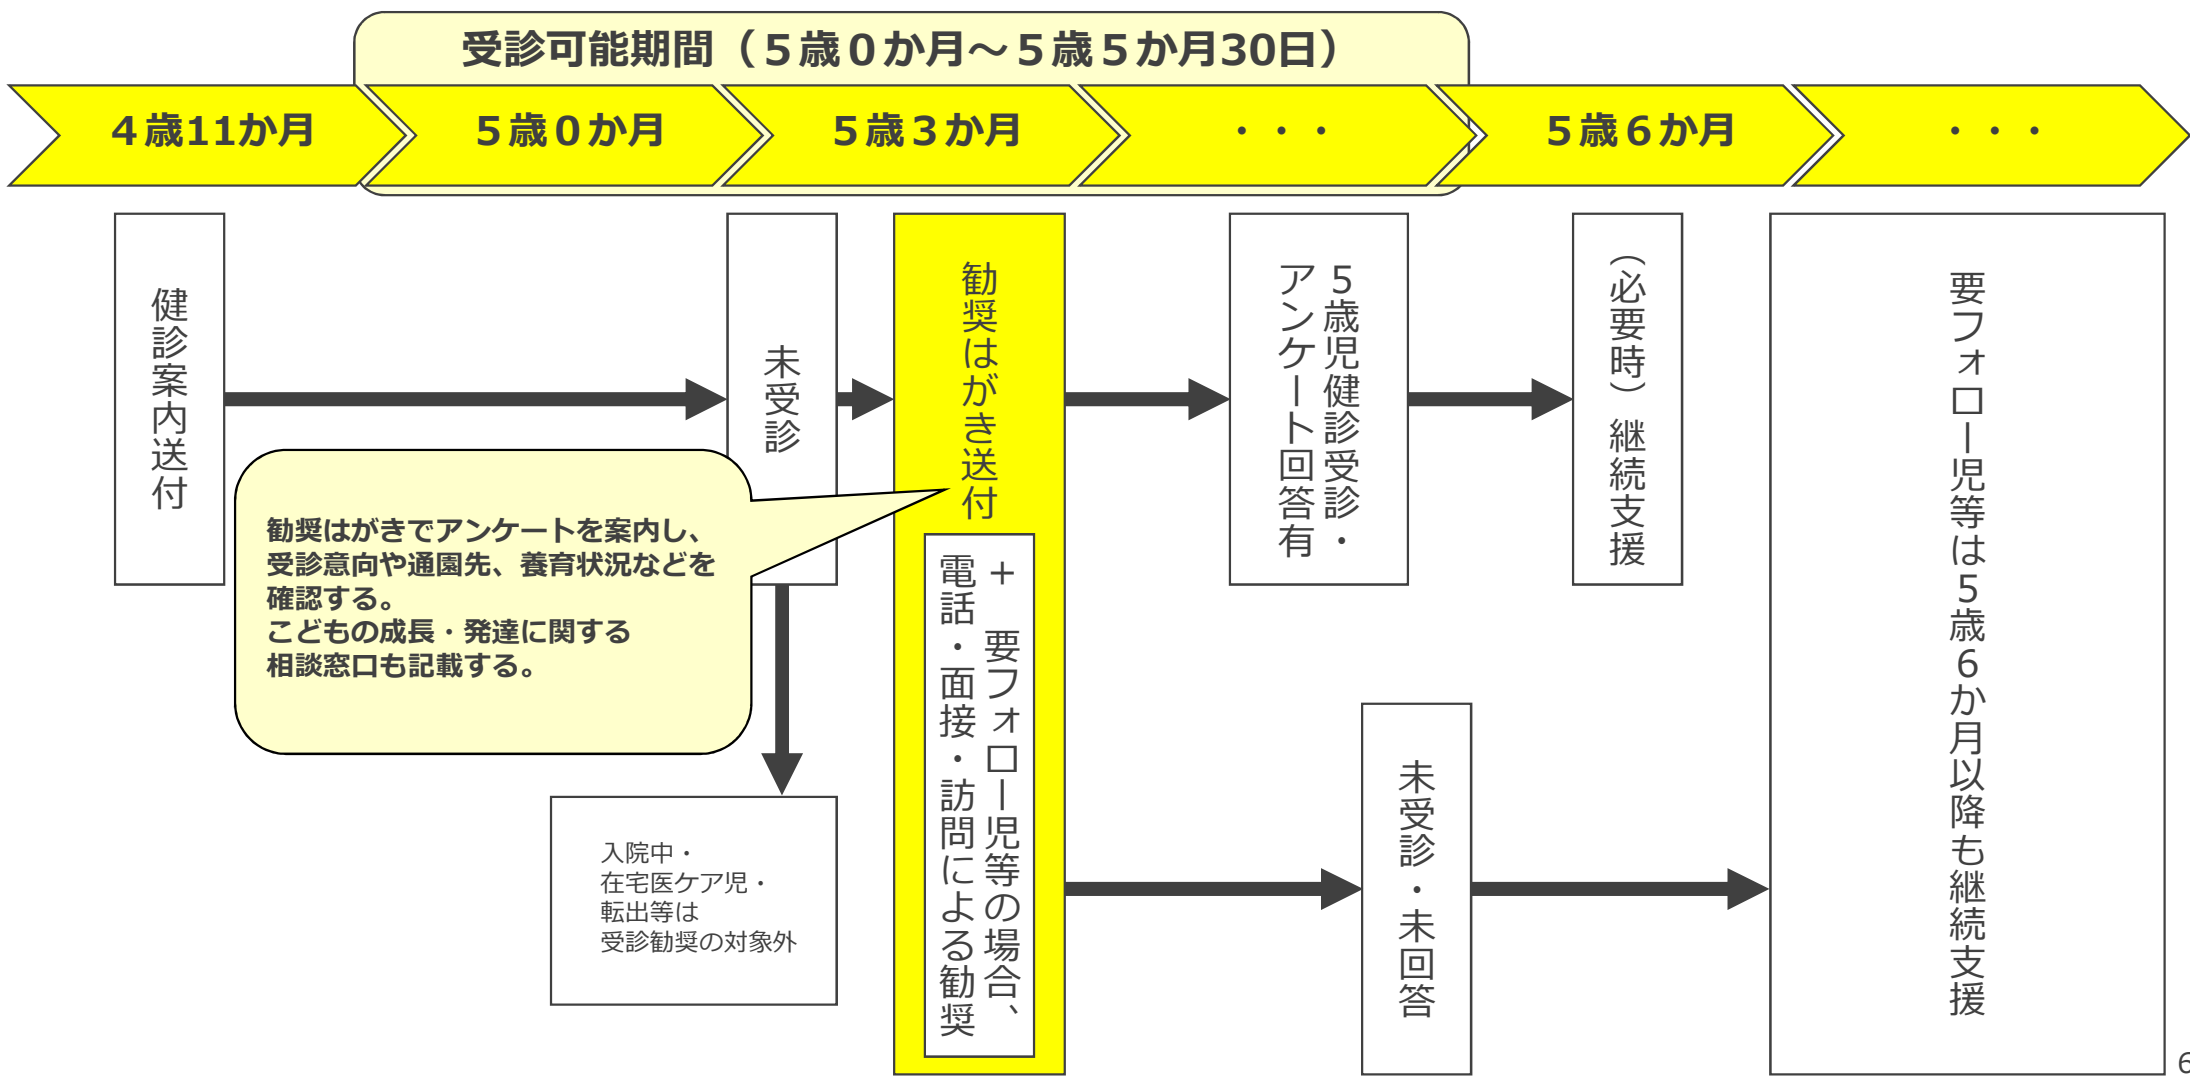 受診可能期間（５歳０か月～５歳５か月30日）
４歳11か月
５歳０か月
５歳３か月
・・・
５歳６か月
・・・
健診案内送付
未受診
勧奨はがき送付
＋　要フォロー児等の場合、
電話・面接・訪問による勧奨
５歳児健診受診・
アンケート回答有
（必要時）継続支援
要フォロー児等は５歳６か月以降も継続支援
勧奨はがきでアンケートを案内し、
受診意向や通園先、養育状況などを
確認する。
こどもの成長・発達に関する
相談窓口も記載する。
入院中・
在宅医ケア児・
転出等は
受診勧奨の対象外
未受診・未回答
6